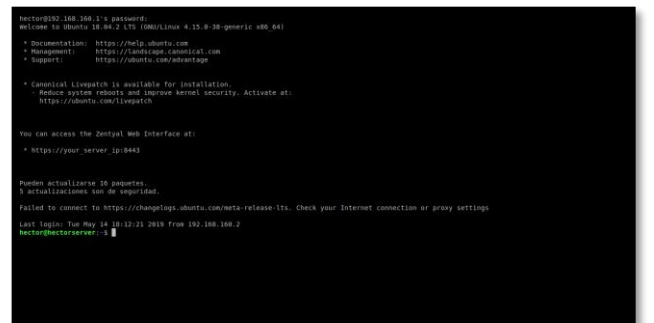 hector@192.168.160.1's password:
Welcome to Ubuntu 18.04.2 LTS (GNU/Linux 4.15.0-38-generic x86_64)
* Documentation: https://help.ubuntu.com
* Management: https://landscape.canonical.com
* Support: https://ubuntu.com/advantage
* Canonical Livepatch is available for installation.
- Reduce system reboots and improve kernel security. Activate at:
https://ubuntu.com/livepatch
You can access the Zentyal Web Interface at:
* https://your_server_ip:8443
Pueden actualizarse 16 paquetes.
5 actualizaciones son de seguridad.
Failed to connect to https://changelogs.ubuntu.com/meta-release-lts. Check your Internet connection or proxy settings
Last login: Tue May 14 18:12:21 2019 from 192.168.160.2
hector@hectorserver:~$